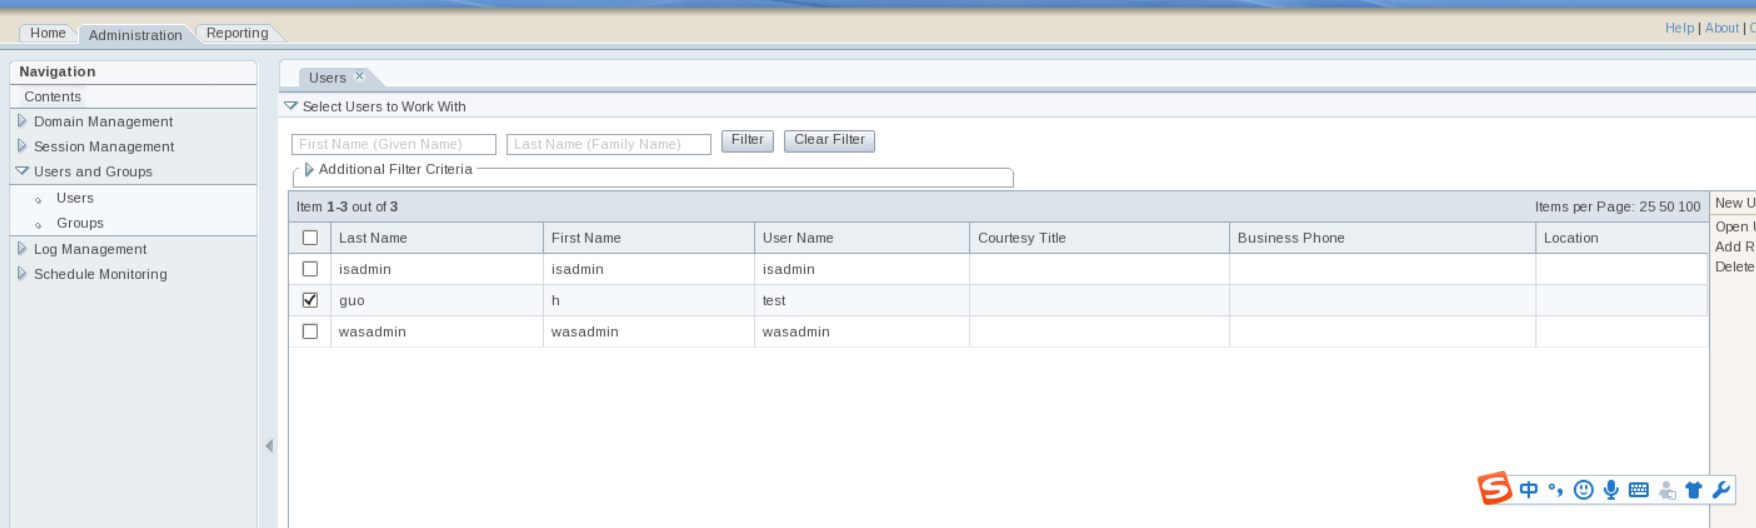 Help | About |
Home Administration Reporting
Navigation
Contents
Domain Management
Session Management
Users and Groups
Users
Groups
Log Management
Schedule Monitoring
Users
Select Users to Work With
First Name (Given Name) Last Name (Family Name) Filter Clear Filter
Additional Filter Criteria
Item 1-3 out of 3 Items per Page: 25 50 100
Last Name First Name User Name Courtesy Title Business Phone Location
isadmin isadmin isadmin
guo h test
wasadmin wasadmin wasadmin
New U
Open
Add R
Delete
S 中